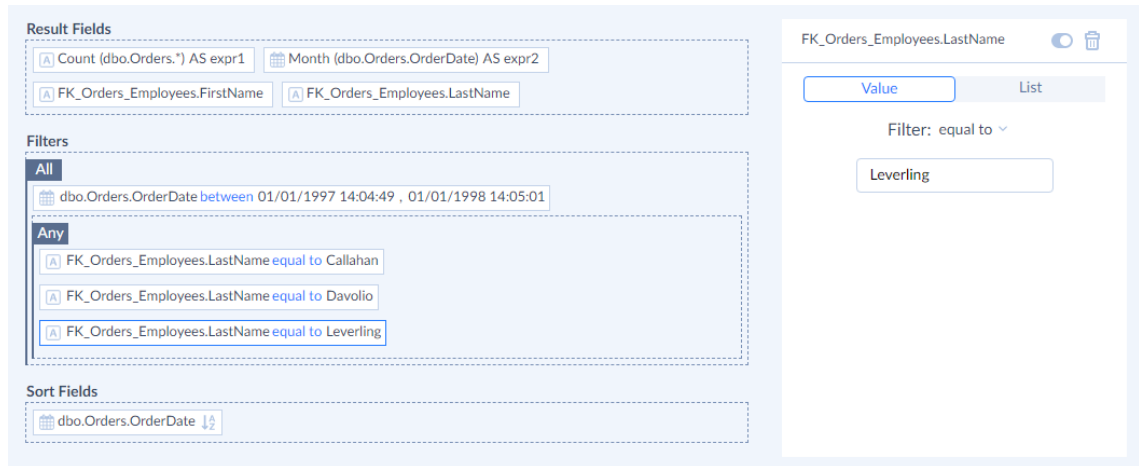 Result Fields
A Count (dbo.Orders.*) AS expr1 Month (dbo.Orders.OrderDate) AS expr2
A FK_Orders_Employees.FirstName A FK_Orders_Employees.LastName
Filters
All
dbo.Orders.OrderDate between 01/01/1997 14:04:49 , 01/01/1998 14:05:01
Any
A FK_Orders_Employees.LastName equal to Callahan
A FK_Orders_Employees.LastName equal to Davolio
A FK_Orders_Employees.LastName equal to Leverling
Sort Fields
dbo.Orders.OrderDate AZ
FK_Orders_Employees.LastName
Value List
Filter: equal to
Leverling